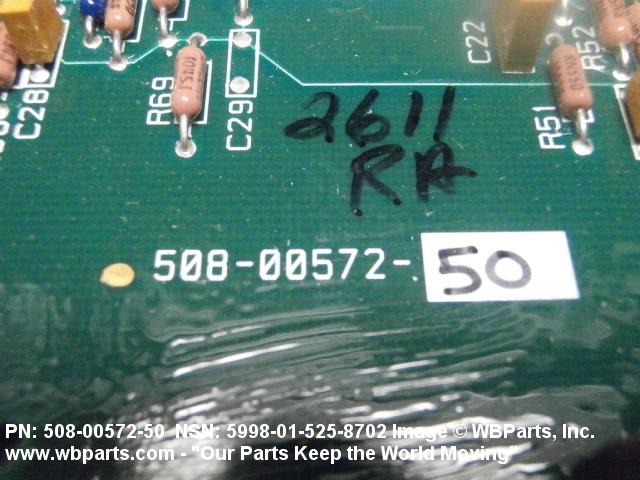 C22
R52
R69
C28
C29
R51
2611
RA
508-00572-
50
PN: 508-00572-50 NSN: 5998-01-525-8702 Image © WBParts, Inc.
www.wbparts.com - "Our Parts Keep the World Moving"